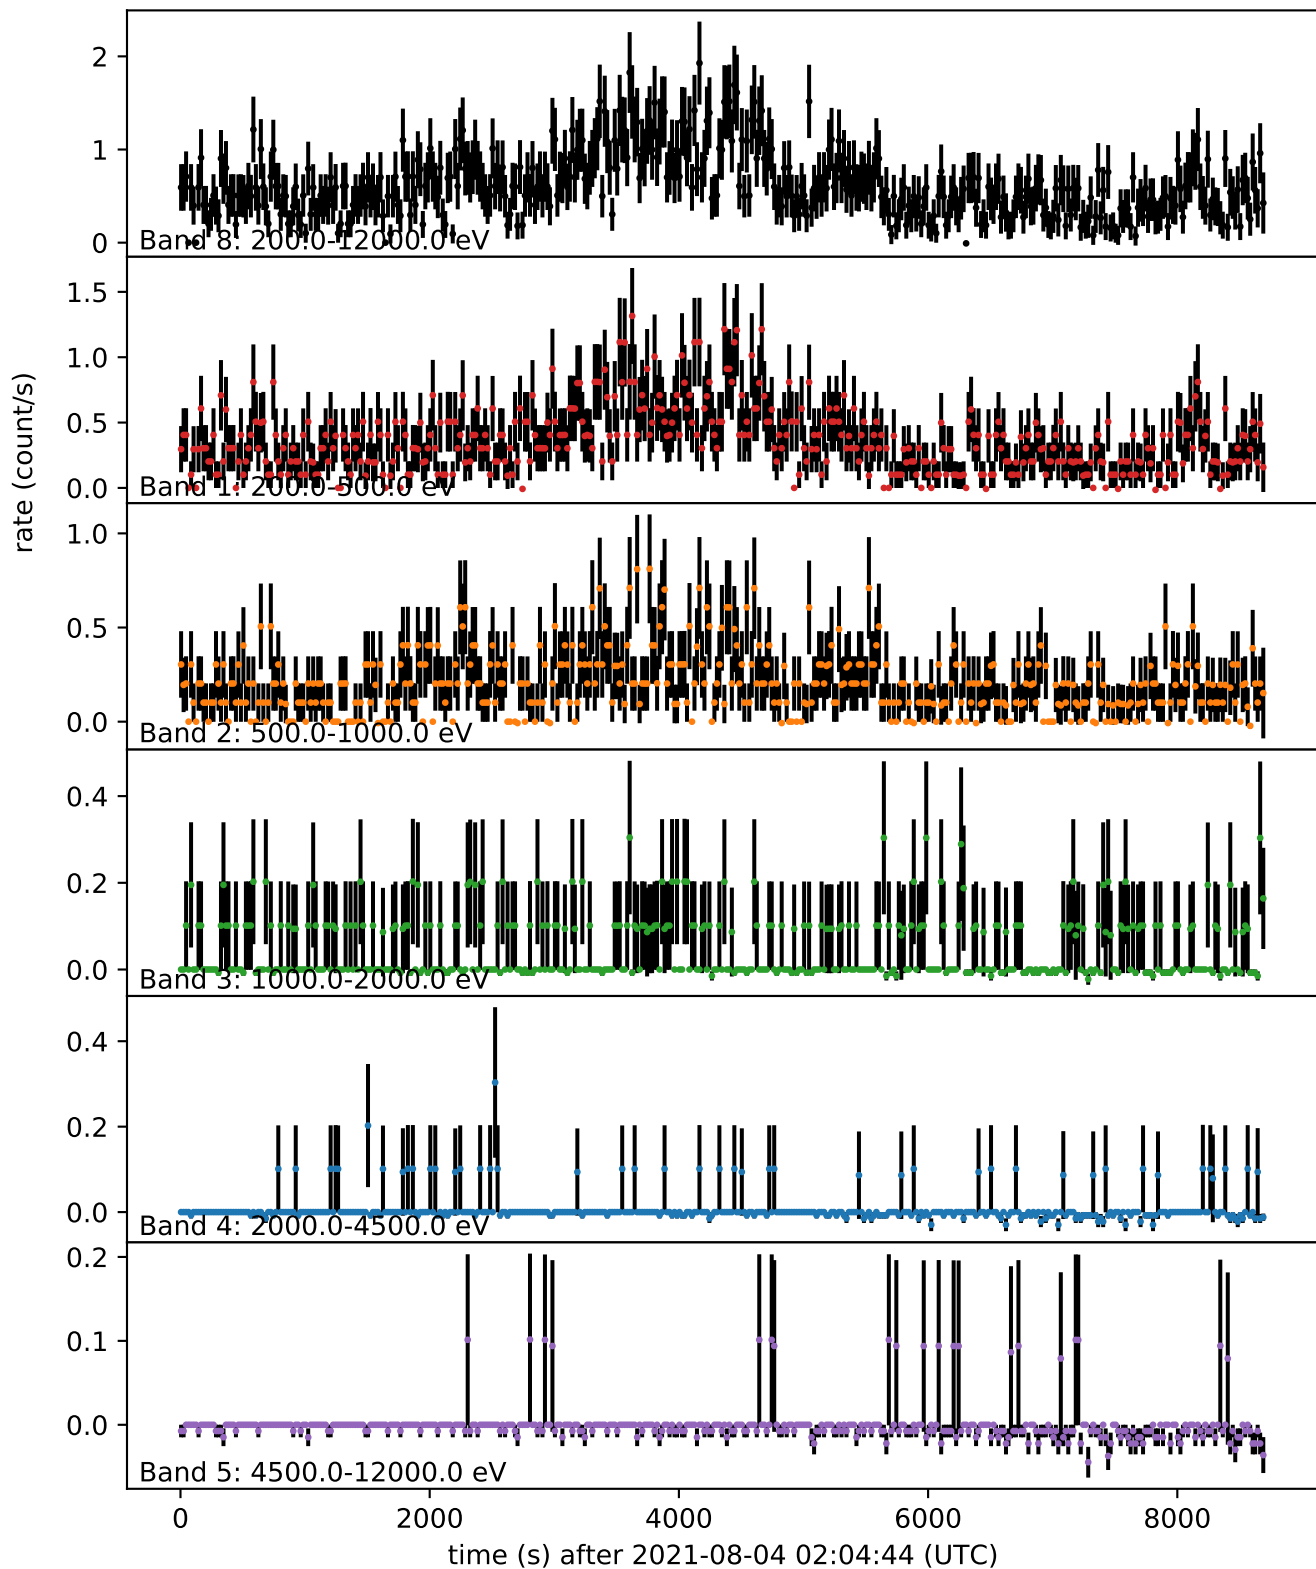 2
1
0
Band 8: 200.0-12000.0 eV
1.5
1.0
0.5
0.0
Band 1: 200.0-500.0 eV
rate (count/s)
1.0
0.5
0.0
Band 2: 500.0-1000.0 eV
0.4
0.2
0.0
Band 3: 1000.0-2000.0 eV
0.4
0.2
0.0
Band 4: 2000.0-4500.0 eV
0.2
0.1
0.0
Band 5: 4500.0-12000.0 eV
0 2000 4000 6000 8000
time (s) after 2021-08-04 02:04:44 (UTC)